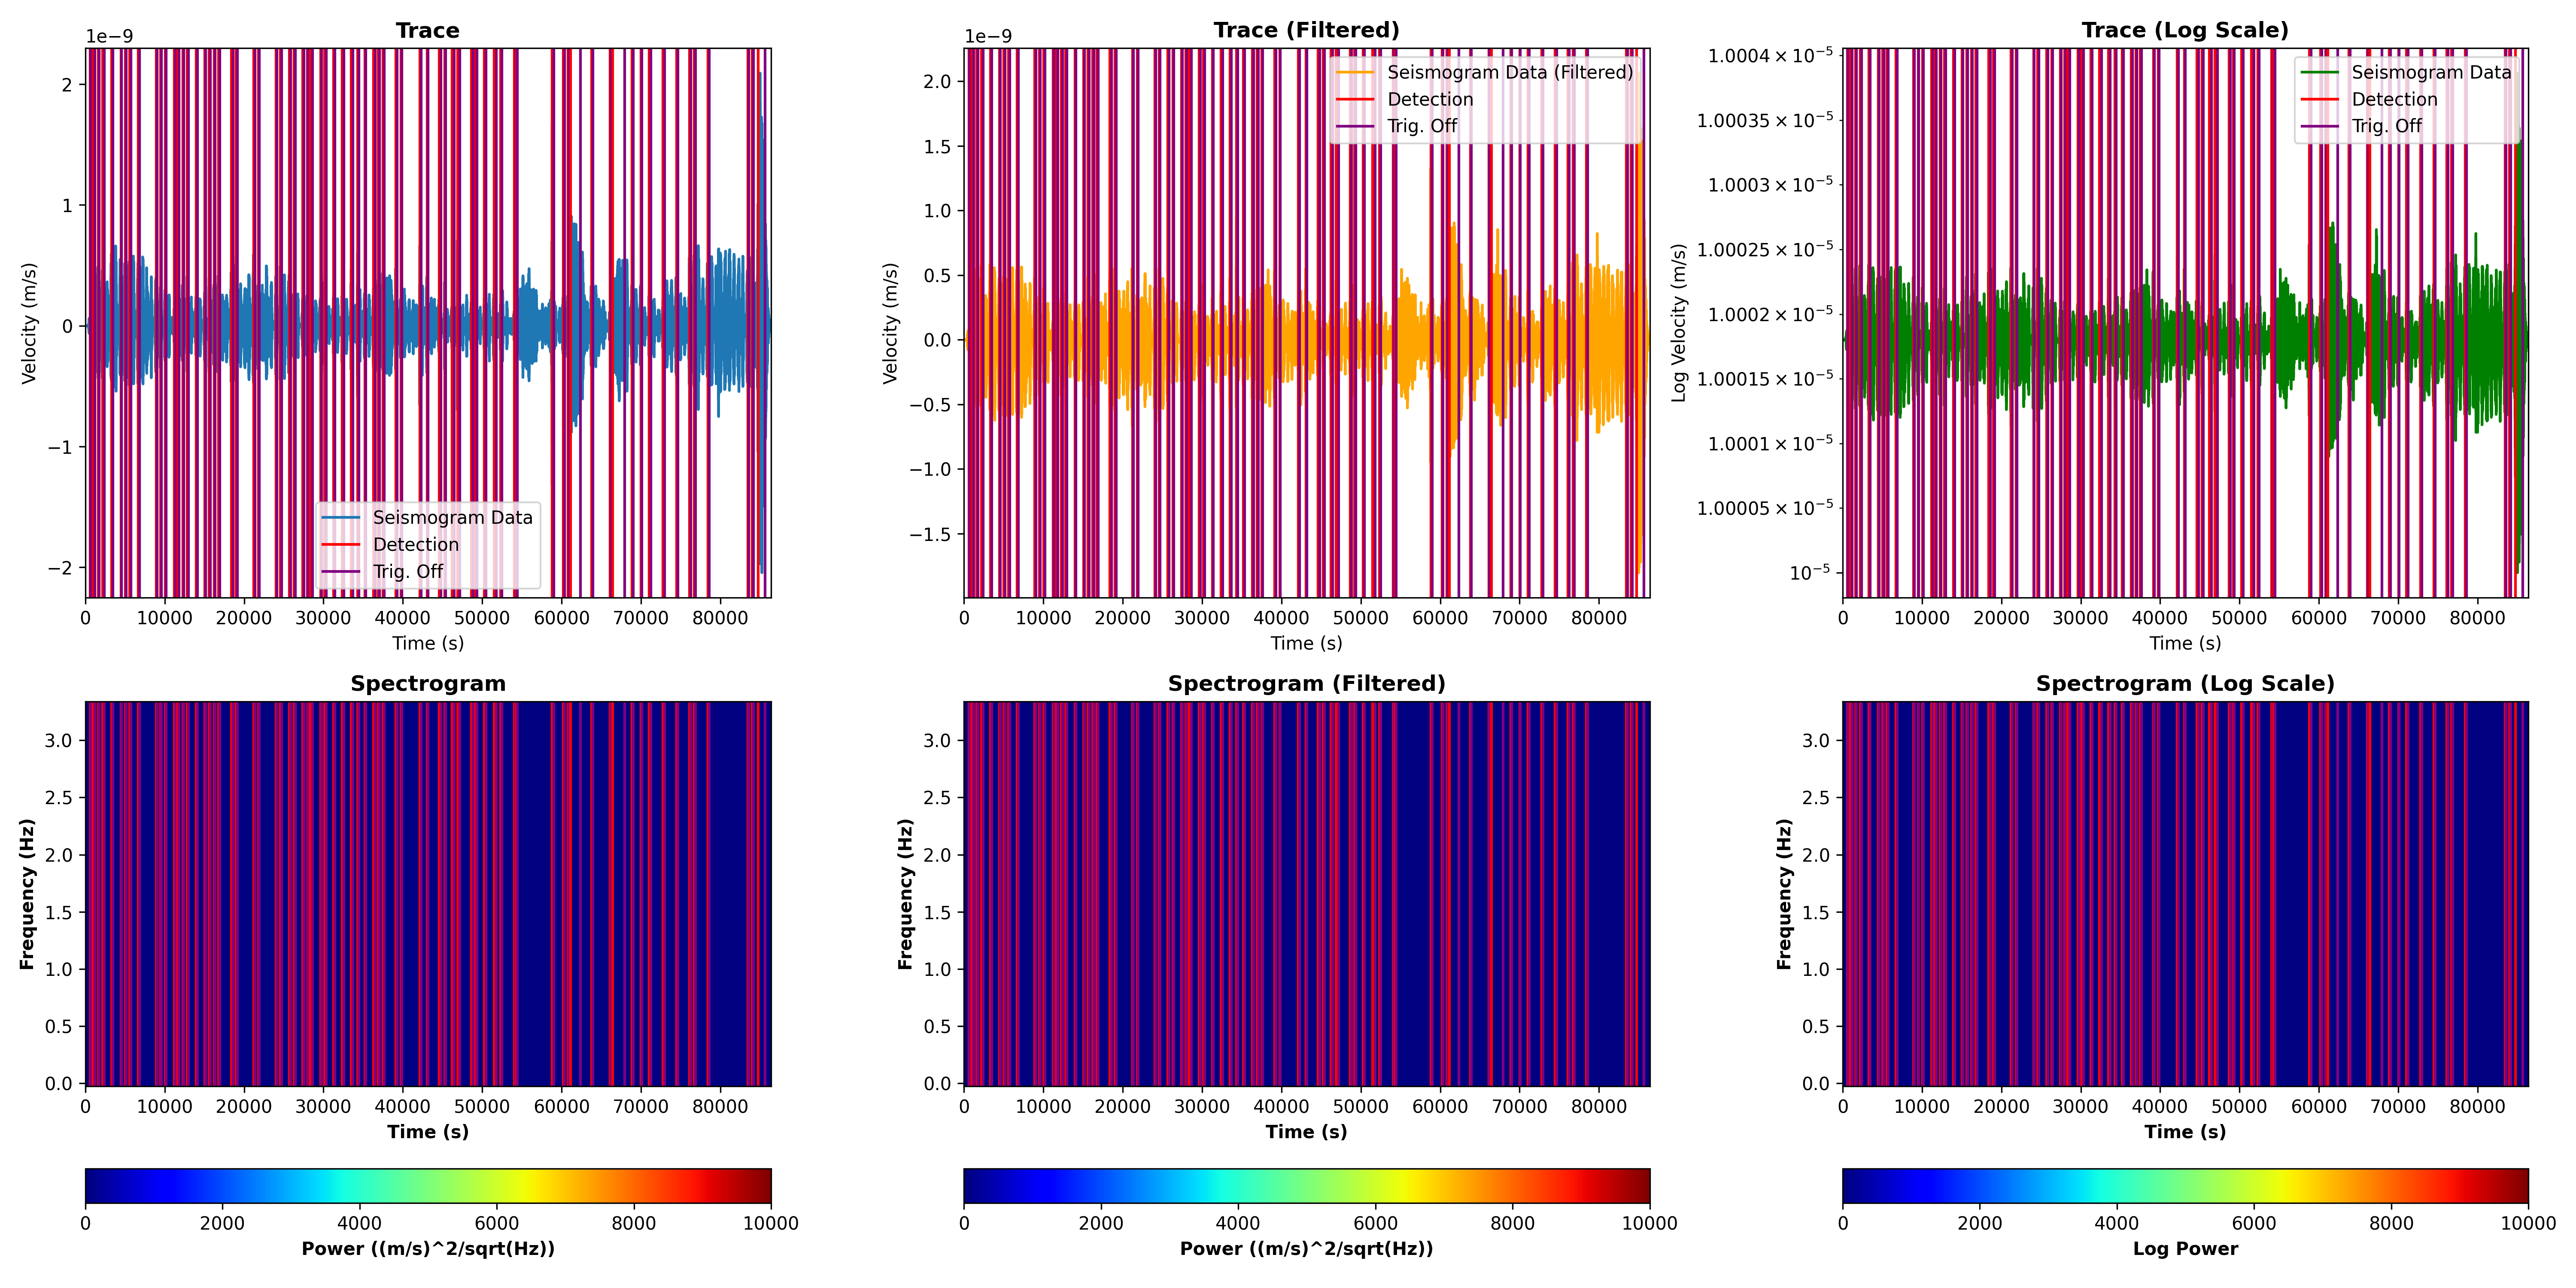 Trace
1e−9
2
1
0
−1
−2
Velocity (m/s)
Seismogram Data
Detection
Trig. Off
0 10000 20000 30000 40000 50000 60000 70000 80000
Time (s)
Trace (Filtered)
1e−9
2.0
1.5
1.0
0.5
0.0
−0.5
−1.0
−1.5
Velocity (m/s)
Seismogram Data (Filtered)
Detection
Trig. Off
0 10000 20000 30000 40000 50000 60000 70000 80000
Time (s)
Trace (Log Scale)
1.0004 × 10⁻⁵
1.00035 × 10⁻⁵
1.0003 × 10⁻⁵
1.00025 × 10⁻⁵
1.0002 × 10⁻⁵
1.00015 × 10⁻⁵
1.0001 × 10⁻⁵
1.00005 × 10⁻⁵
10⁻⁵
Log Velocity (m/s)
Seismogram Data
Detection
Trig. Off
0 10000 20000 30000 40000 50000 60000 70000 80000
Time (s)
Spectrogram
3.0
2.5
2.0
1.5
1.0
0.5
0.0
Frequency (Hz)
0 10000 20000 30000 40000 50000 60000 70000 80000
Time (s)
0 2000 4000 6000 8000 10000
Power ((m/s)^2/sqrt(Hz))
Spectrogram (Filtered)
3.0
2.5
2.0
1.5
1.0
0.5
0.0
Frequency (Hz)
0 10000 20000 30000 40000 50000 60000 70000 80000
Time (s)
0 2000 4000 6000 8000 10000
Power ((m/s)^2/sqrt(Hz))
Spectrogram (Log Scale)
3.0
2.5
2.0
1.5
1.0
0.5
0.0
Frequency (Hz)
0 10000 20000 30000 40000 50000 60000 70000 80000
Time (s)
0 2000 4000 6000 8000 10000
Log Power